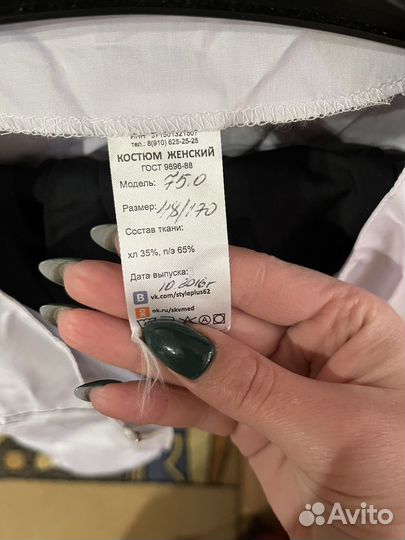 тел.: 8(910) 625-25-25
КОСТЮМ ЖЕНСКИЙ
ГОСТ 9896-88
Модель: 75.0
Размер: 48/170
Состав ткани:
хл 35%, п/э 65%
Дата выпуска:
10.2016г
vk.com/styleplus62
ok.ru/skvmed
Avito